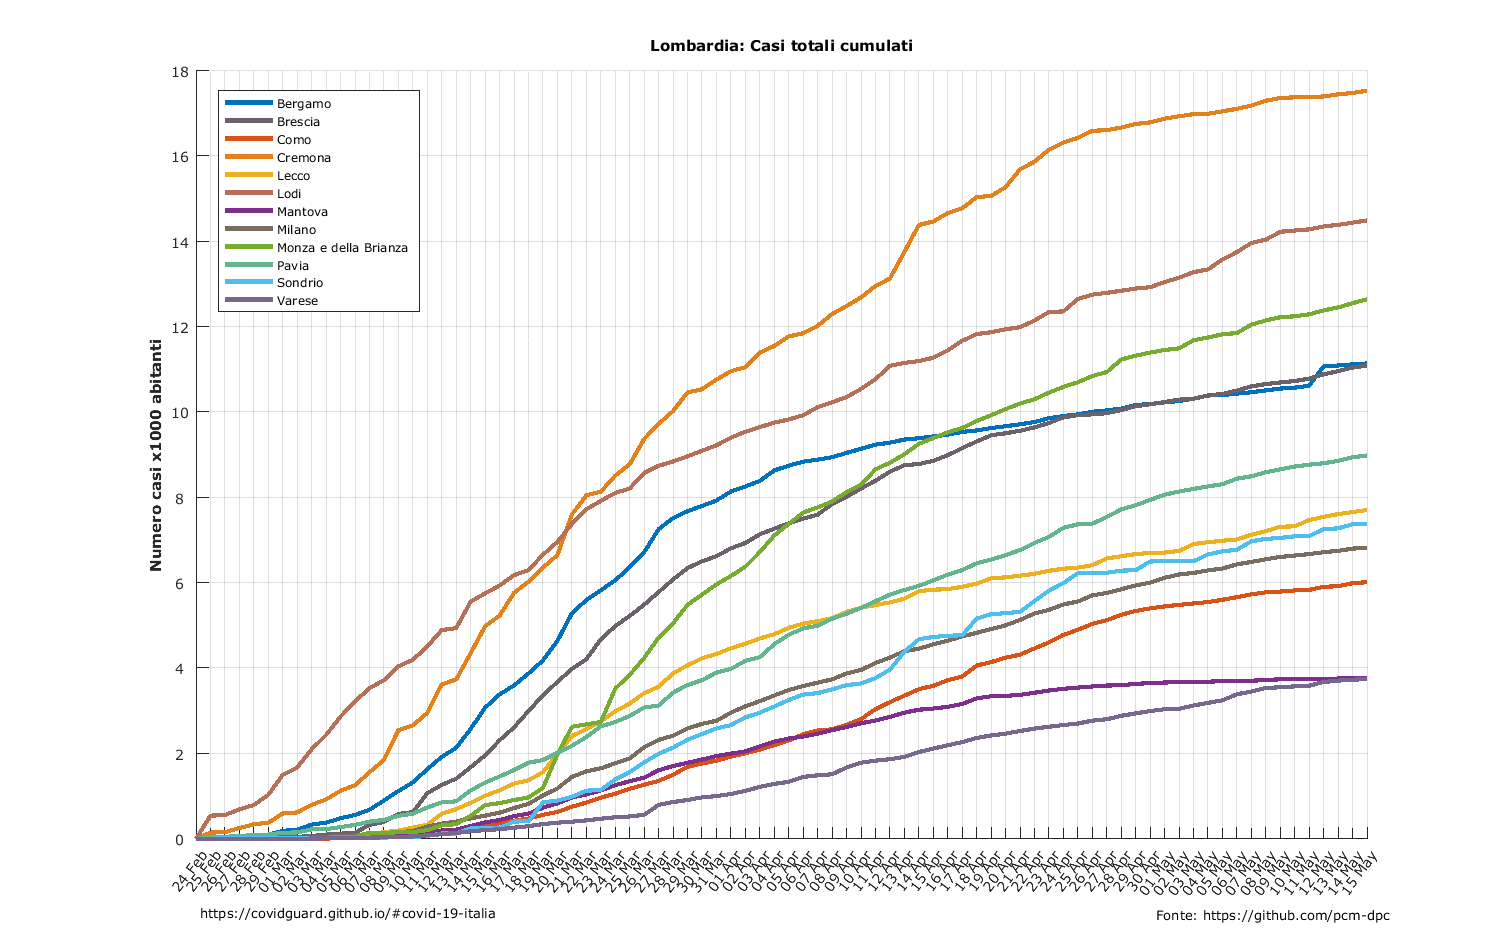 Lombardia: Casi totali cumulati
18
16
14
12
10
8
6
4
2
0
Numero casi x1000 abitanti
Bergamo
Brescia
Como
Cremona
Lecco
Lodi
Mantova
Milano
Monza e della Brianza
Pavia
Sondrio
Varese
24 Feb
25 Feb
26 Feb
27 Feb
28 Feb
29 Feb
01 Mar
02 Mar
03 Mar
04 Mar
05 Mar
06 Mar
07 Mar
08 Mar
09 Mar
10 Mar
11 Mar
12 Mar
13 Mar
14 Mar
15 Mar
16 Mar
17 Mar
18 Mar
19 Mar
20 Mar
21 Mar
22 Mar
23 Mar
24 Mar
25 Mar
26 Mar
27 Mar
28 Mar
29 Mar
30 Mar
31 Mar
01 Apr
02 Apr
03 Apr
04 Apr
05 Apr
06 Apr
07 Apr
08 Apr
09 Apr
10 Apr
11 Apr
12 Apr
13 Apr
14 Apr
15 Apr
16 Apr
17 Apr
18 Apr
19 Apr
20 Apr
21 Apr
22 Apr
23 Apr
24 Apr
25 Apr
26 Apr
27 Apr
28 Apr
29 Apr
30 Apr
01 May
02 May
03 May
04 May
05 May
06 May
07 May
08 May
09 May
10 May
11 May
12 May
13 May
14 May
15 May
https://covidguard.github.io/#covid-19-italia
Fonte: https://github.com/pcm-dpc